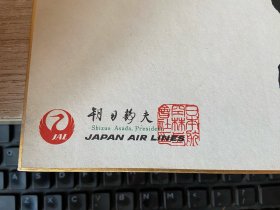 JAL
朝田静夫
Shizuo Asada, President
JAPAN AIR LINES